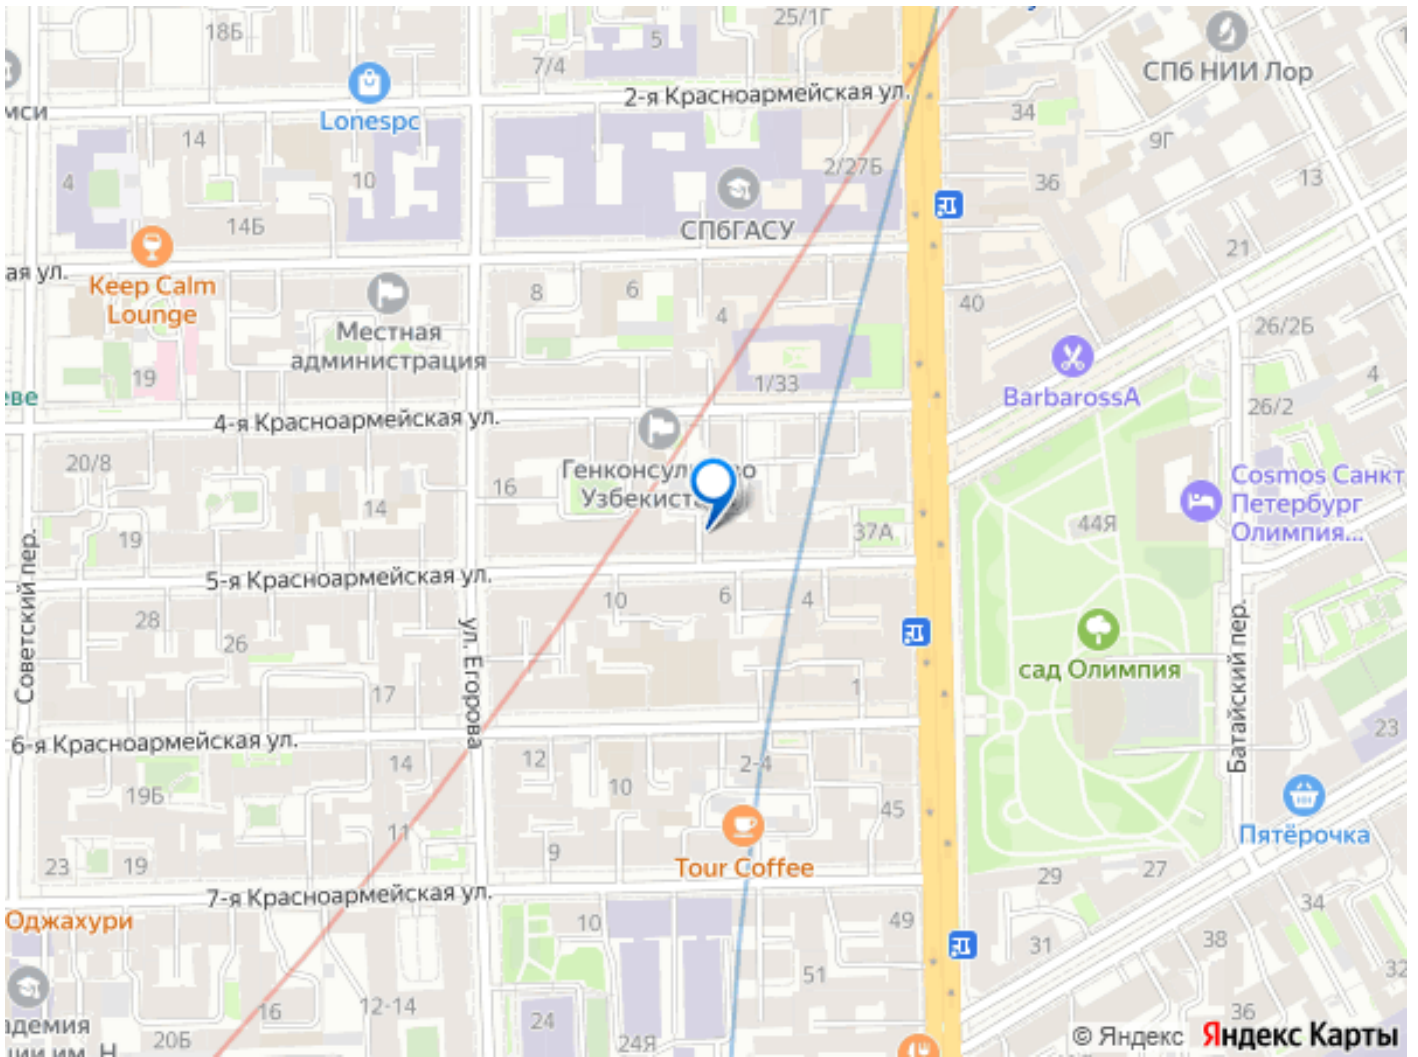 25/1Г
18Б
5
7/4
СПб НИИ Лор
2-я Красноармейская ул.
Lonespc
мси
34
14
9Г
2/27Б
4
10
36
13
14Б
СПбГАСУ
21
ая ул.
Keep Calm
Lounge
8
6
4
40
Местная
администрация
26/2Б
19
1/33
4
BarbarossA
26/2
еве
4-я Красноармейская ул.
20/8
16
14
19
37А
44Я
Cosmos Санкт
Петербург
Олимпия...
5-я Красноармейская ул.
Советский пер.
28
26
10
6
4
ул. Егорова
17
1
сад Олимпия
Батайский пер.
23
6-я Красноармейская ул.
14
12
2-4
10
19Б
11
45
9
Tour Coffee
Пятёрочка
23
19
29
27
7-я Красноармейская ул.
Оджахури
10
49
34
31
38
51
32
16
12-14
36
адемия
20Б
24
24Я
© Яндекс Яндекс Карты